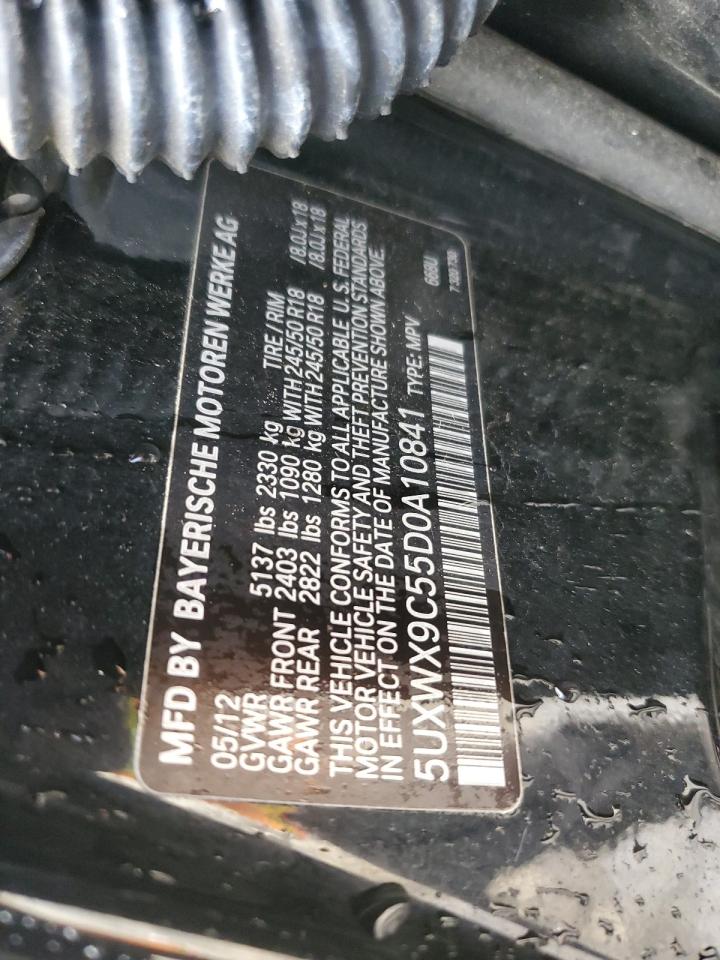 MFD BY BAYERISCHE MOTOREN WERKE AG
05/12
GVWR 5137 lbs 2330 kg TIRE / RIM
GAWR FRONT 2403 lbs 1090 kg WITH 245/50 R18 /8.0J x 18
GAWR REAR 2822 lbs 1280 kg WITH 245/50 R18 /8.0J x 18
THIS VEHICLE CONFORMS TO ALL APPLICABLE U. S. FEDERAL
MOTOR VEHICLE SAFETY AND THEFT PREVENTION STANDARDS
IN EFFECT ON THE DATE OF MANUFACTURE SHOWN ABOVE.
5UXWX9C55D0A10841 TYPE: MPV